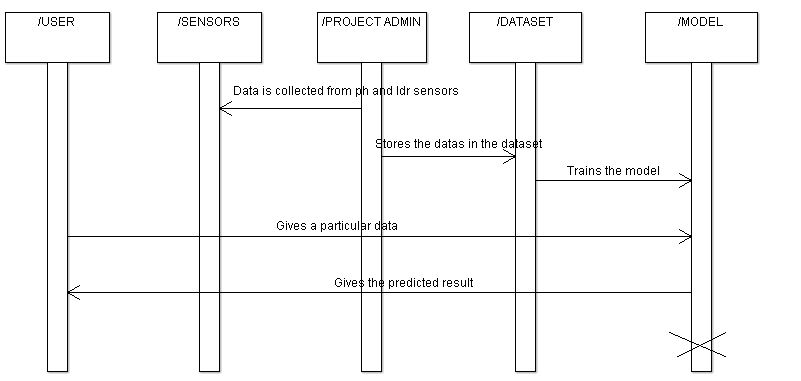 /USER
/SENSORS
/PROJECT ADMIN
/DATASET
/MODEL
Data is collected from ph and ldr sensors
Stores the datas in the dataset
Trains the model
Gives a particular data
Gives the predicted result